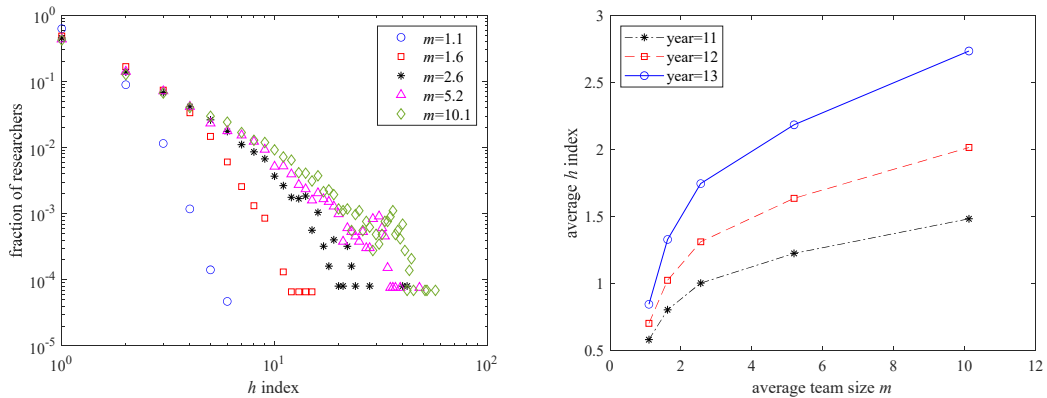 10^0
10^-1
10^-2
10^-3
10^-4
10^-5
fraction of researchers
10^0
10^1
10^2
h index
m=1.1
m=1.6
m=2.6
m=5.2
m=10.1
3
2.5
2
1.5
1
0.5
average h index
0
2
4
6
8
10
12
average team size m
year=11
year=12
year=13